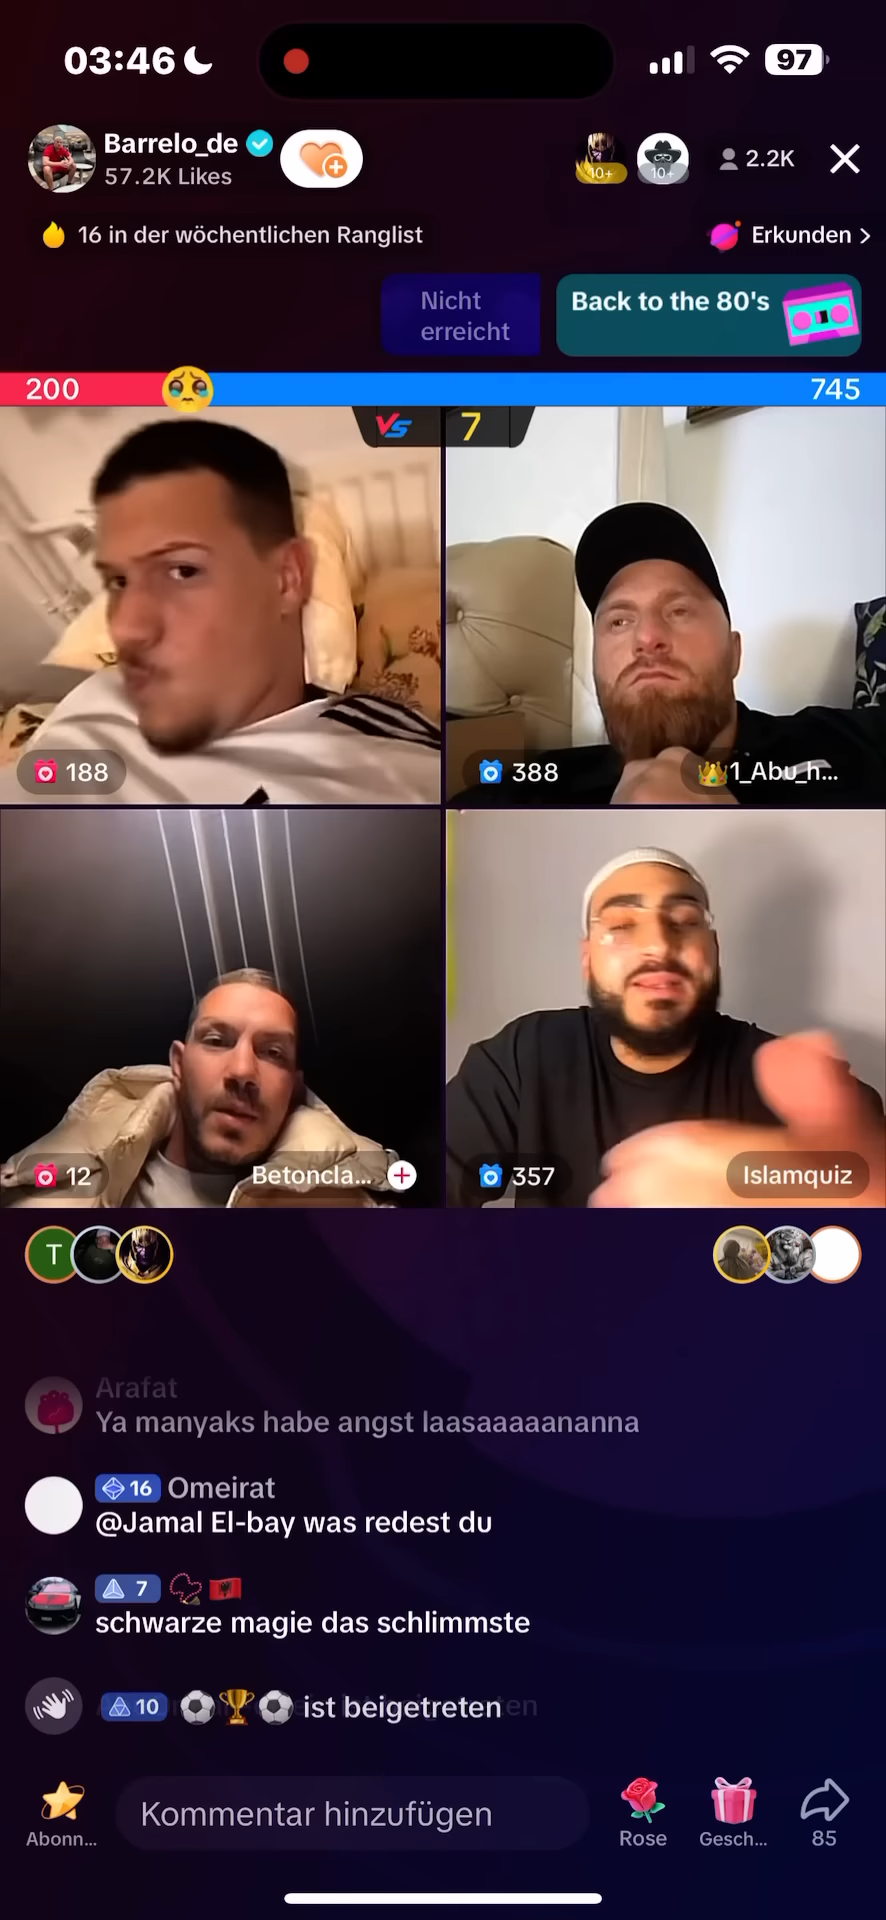 03:46
97
Barrelo_de
57.2K Likes
10+
10+
2.2K
16 in der wöchentlichen Ranglist
Erkunden >
Nicht
erreicht
Back to the 80's
200
745
VS
7
188
388
1_Abu_h...
12
Betoncla...
357
Islamquiz
T
Arafat
Ya manyaks habe angst laasaaaaananna
16 Omeirat
@Jamal El-bay was redest du
7
schwarze magie das schlimmste
10 ist beigetreten
Kommentar hinzufügen
Abonn...
Rose
Gesch...
85